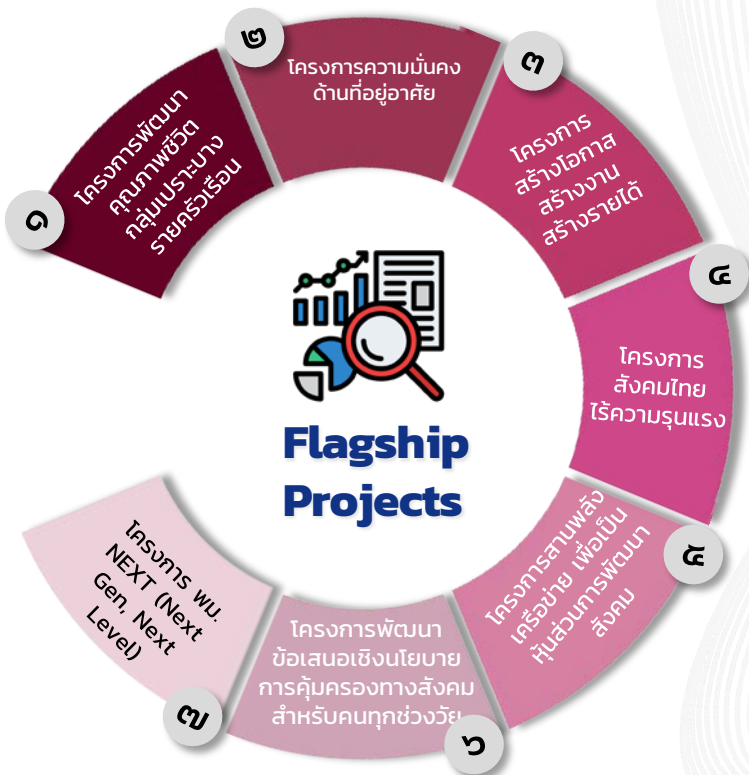 ๑
โครงการพัฒนา
คุณภาพชีวิต
กลุ่มเปราะบาง
รายครัวเรือน
๒
โครงการความมั่นคง
ด้านที่อยู่อาศัย
๓
โครงการ
สร้างโอกาส
สร้างงาน
สร้างรายได้
๔
โครงการ
สังคมไทย
ไร้ความรุนแรง
๕
โครงการสานพลัง
เครือข่าย เพื่อเป็น
หุ้นส่วนการพัฒนา
สังคม
๖
โครงการพัฒนา
ข้อเสนอเชิงนโยบาย
การคุ้มครองทางสังคม
สำหรับคนทุกช่วงวัย
๗
โครงการ พม.
NEXT (Next
Gen, Next
Level)
Flagship
Projects